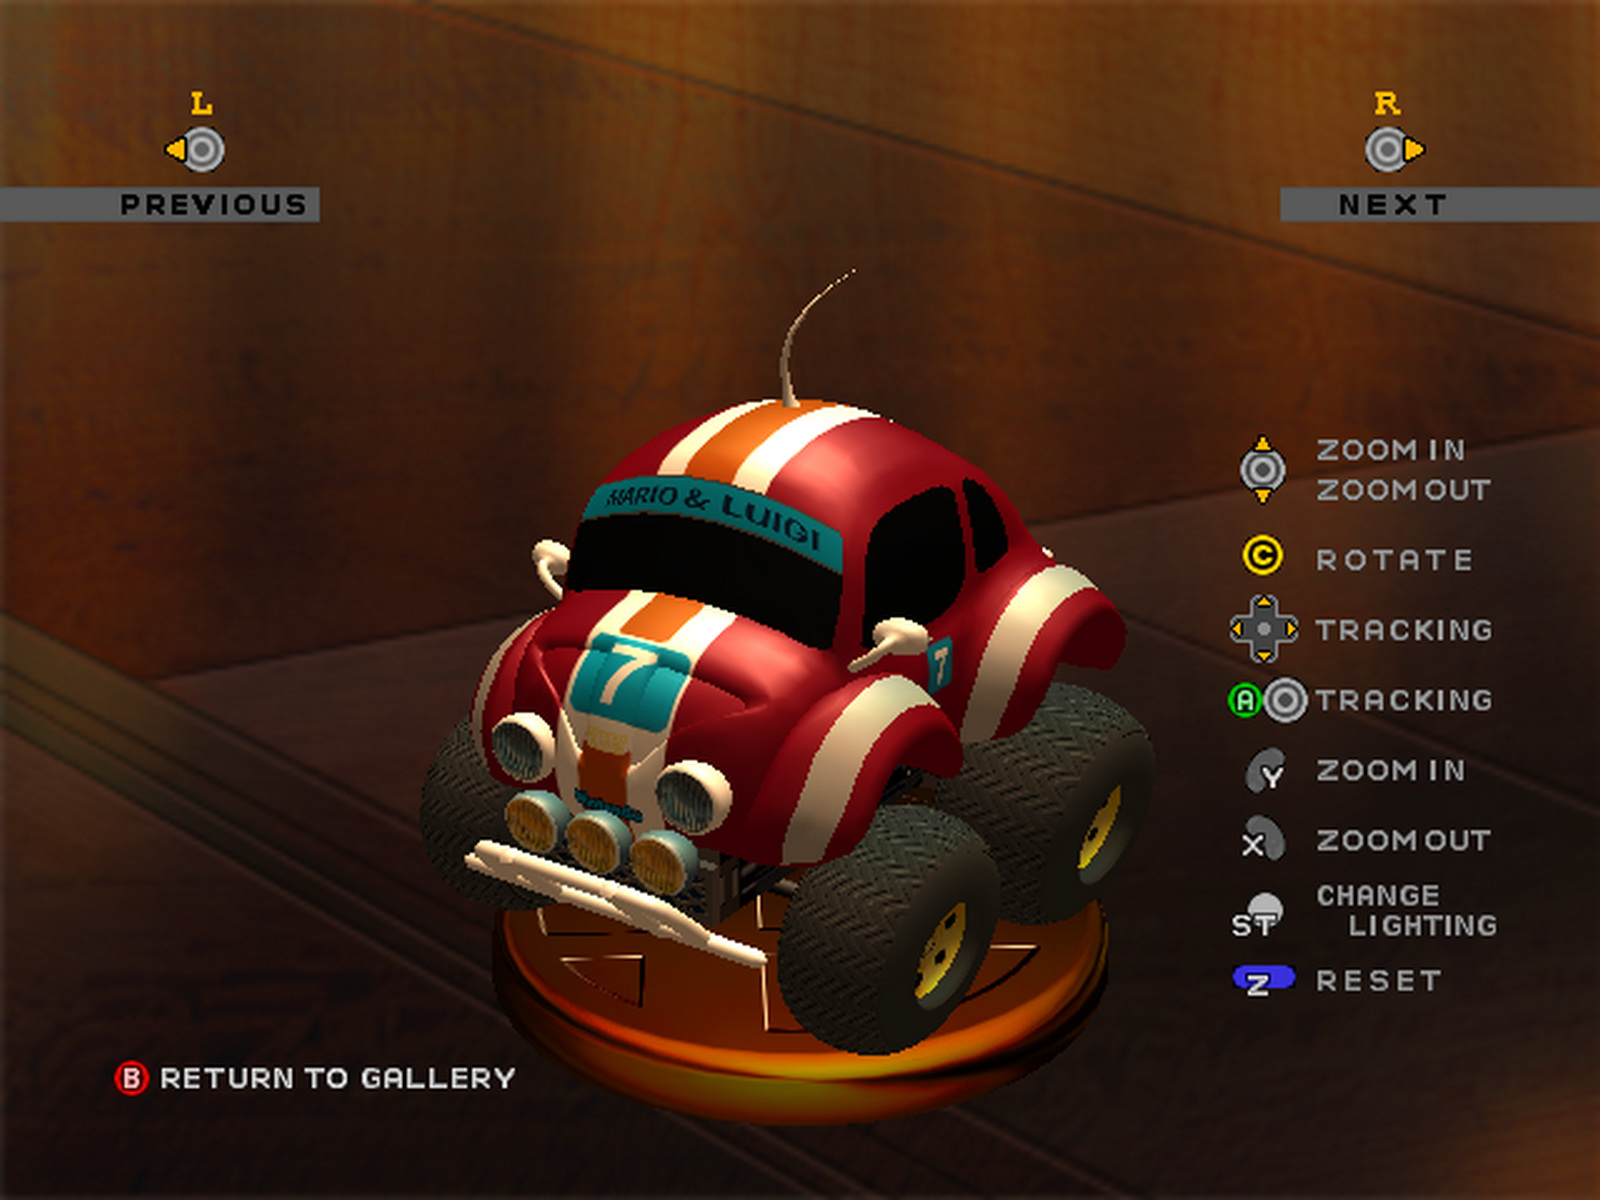 L
R
PREVIOUS
NEXT
ZOOM IN
ZOOM OUT
C ROTATE
TRACKING
A TRACKING
Y ZOOM IN
X ZOOM OUT
ST CHANGE
LIGHTING
Z RESET
MARIO & LUIGI
7
7
B RETURN TO GALLERY